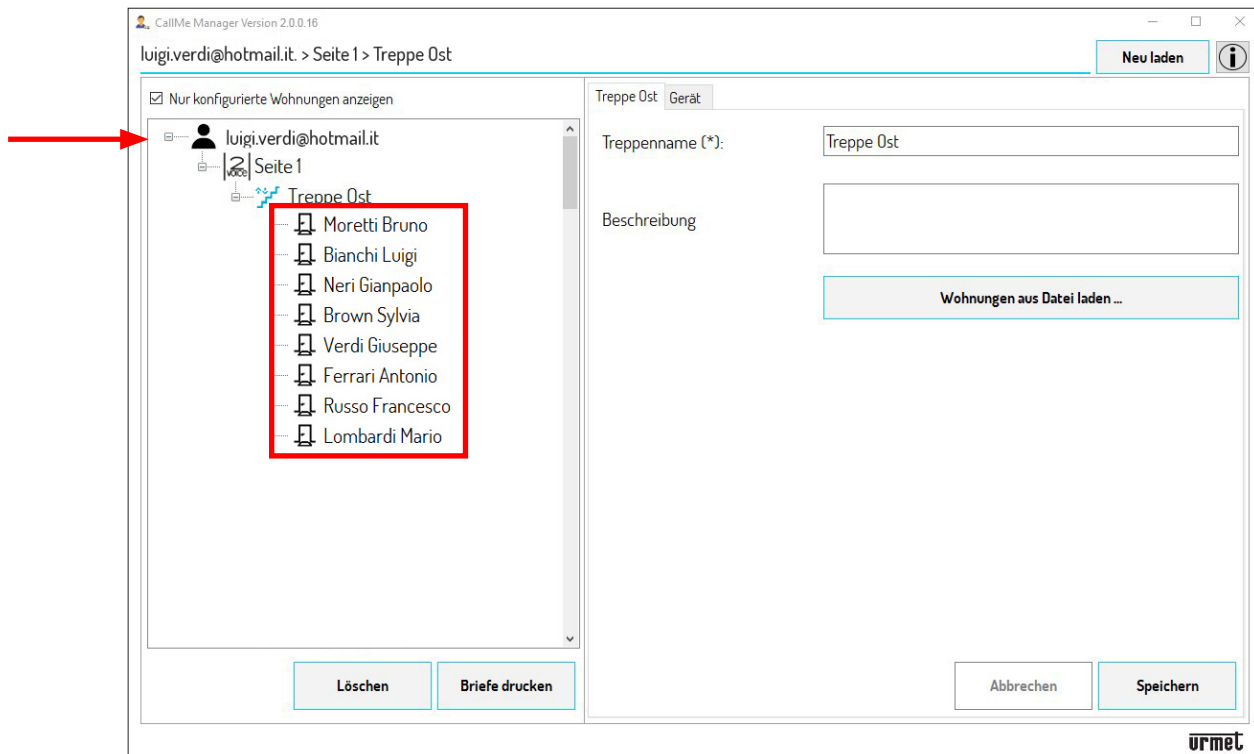 CallMe Manager Version 2.0.0.16
luigi.verdi@hotmail.it. > Seite 1 > Treppe Ost
Neu laden
Nur konfigurierte Wohnungen anzeigen
luigi.verdi@hotmail.it
2 VOICE Seite 1
Treppe Ost
Moretti Bruno
Bianchi Luigi
Neri Gianpaolo
Brown Sylvia
Verdi Giuseppe
Ferrari Antonio
Russo Francesco
Lombardi Mario
Löschen
Briefe drucken
Treppe Ost Gerät
Treppenname (*): Treppe Ost
Beschreibung
Wohnungen aus Datei laden ...
Abbrechen
Speichern
urmet